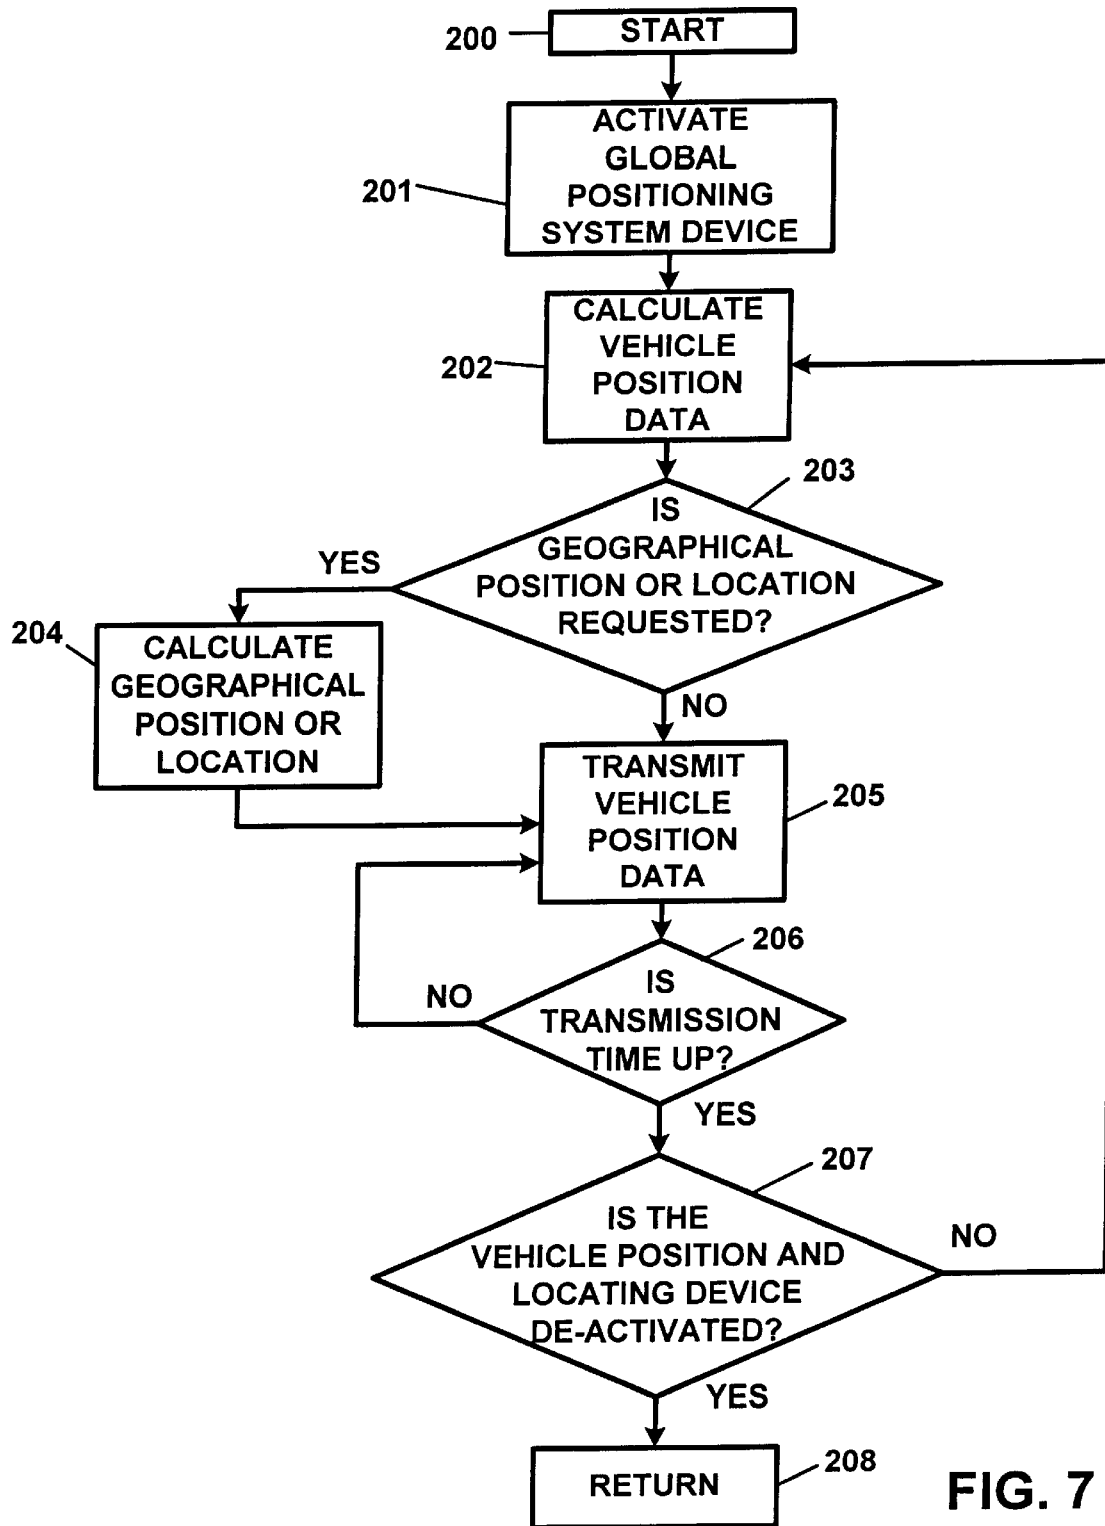 200
START
ACTIVATE
GLOBAL
POSITIONING
SYSTEM DEVICE
201
CALCULATE
VEHICLE
POSITION
DATA
202
203
IS
GEOGRAPHICAL
POSITION OR LOCATION
REQUESTED?
YES
NO
204
CALCULATE
GEOGRAPHICAL
POSITION OR
LOCATION
TRANSMIT
VEHICLE
POSITION
DATA
205
206
IS
TRANSMISSION
TIME UP?
NO
YES
207
IS THE
VEHICLE POSITION AND
LOCATING DEVICE
DE-ACTIVATED?
NO
YES
RETURN
208
FIG. 7